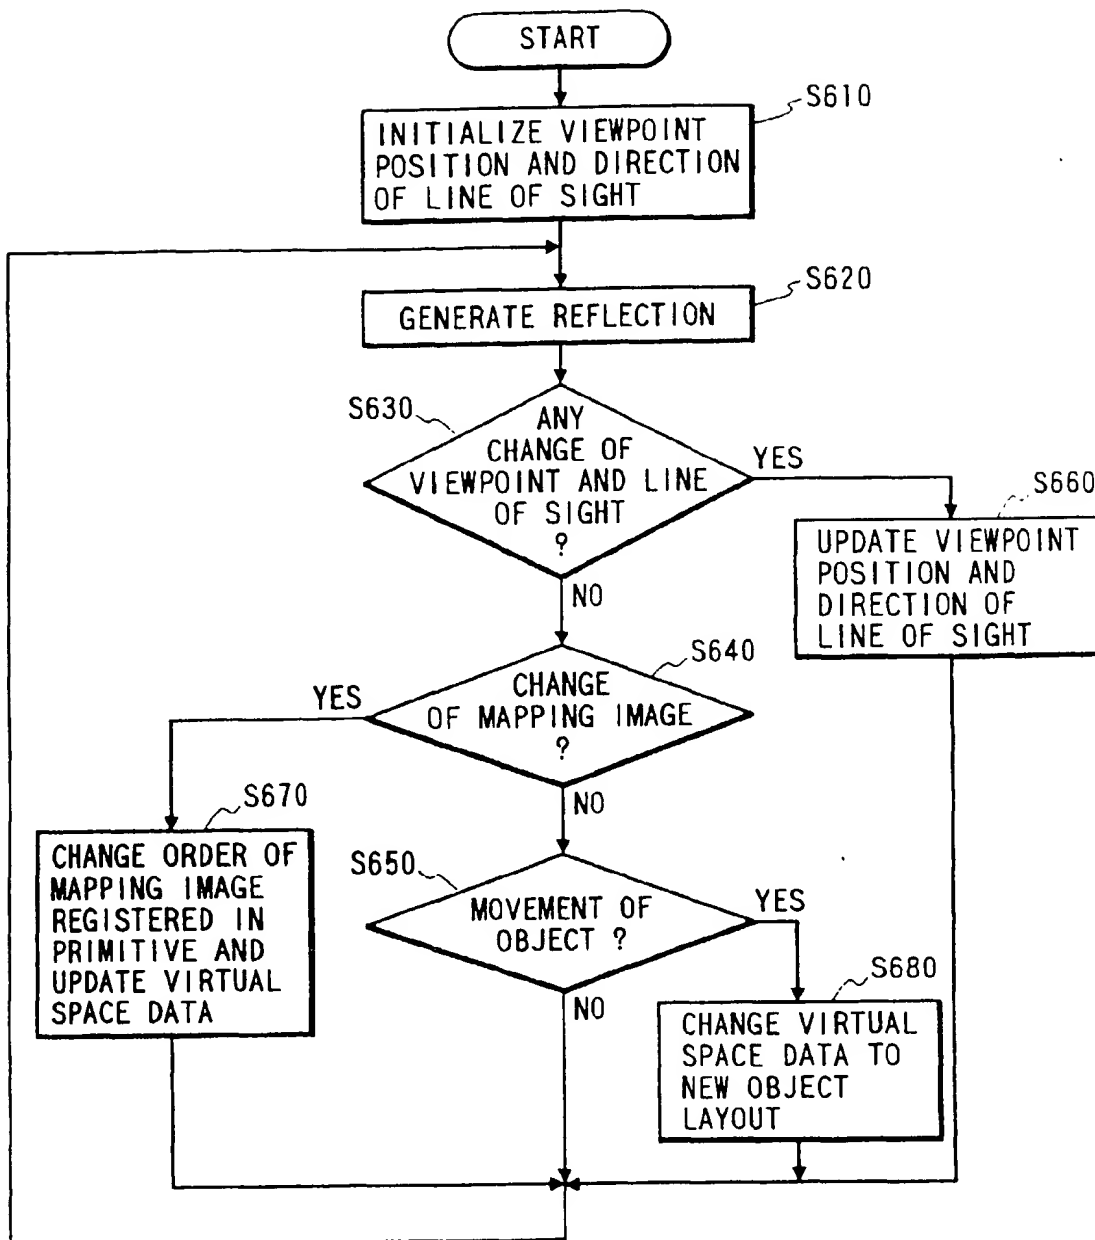 START
S610
INITIALIZE VIEWPOINT
POSITION AND DIRECTION
OF LINE OF SIGHT
S620
GENERATE REFLECTION
S630
ANY
CHANGE OF
VIEWPOINT AND LINE
OF SIGHT
?
YES
NO
S660
UPDATE VIEWPOINT
POSITION AND
DIRECTION OF
LINE OF SIGHT
S640
CHANGE
OF MAPPING IMAGE
?
YES
NO
S670
CHANGE ORDER OF
MAPPING IMAGE
REGISTERED IN
PRIMITIVE AND
UPDATE VIRTUAL
SPACE DATA
S650
MOVEMENT OF
OBJECT ?
YES
NO
S680
CHANGE VIRTUAL
SPACE DATA TO
NEW OBJECT
LAYOUT